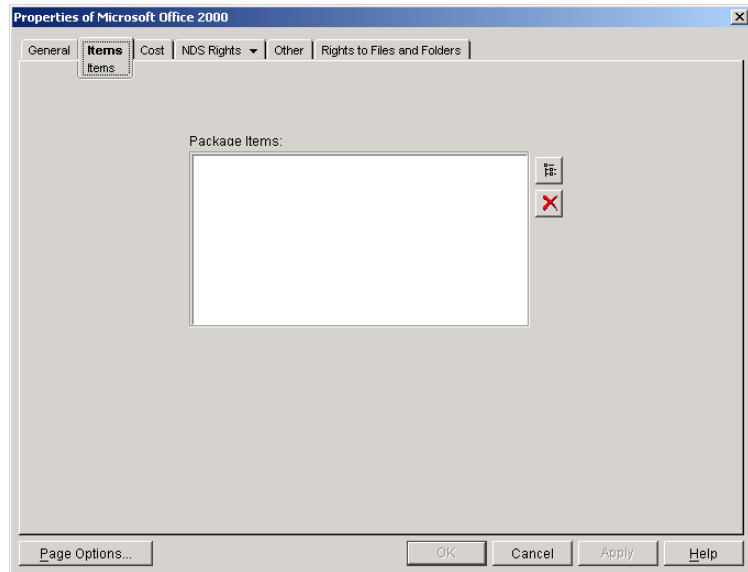 Properties of Microsoft Office 2000
General Items Cost NDS Rights Other Rights to Files and Folders
Items
Package Items:
Page Options... OK Cancel Apply Help